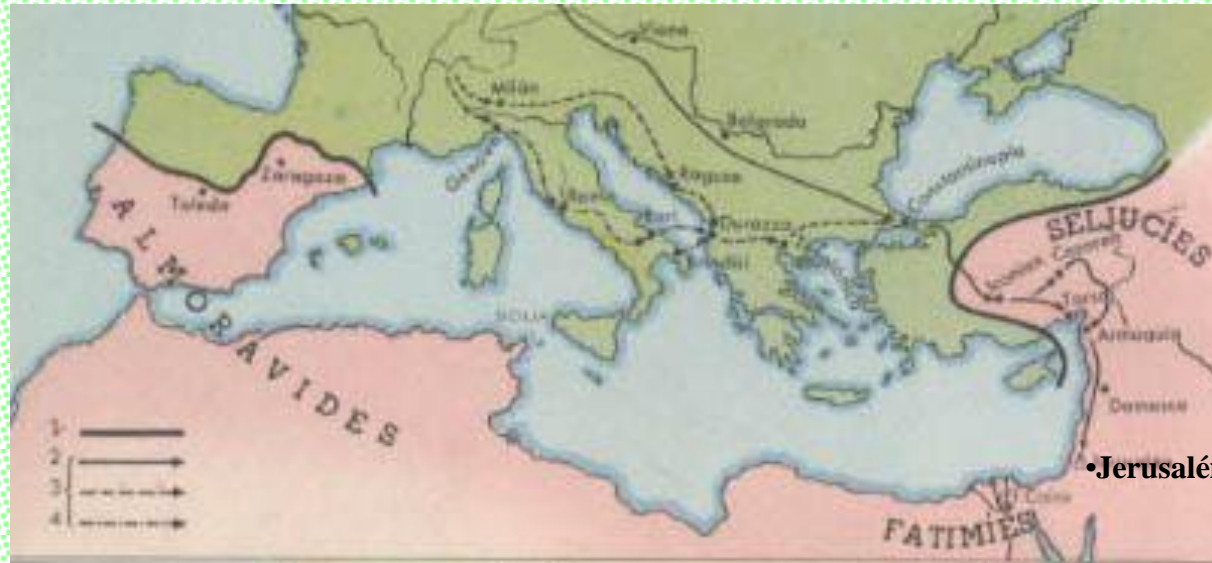 Viena
Milán
Belgrado
Ragusa
Constantinopla
Génova
Zaragoza
Toledo
Bari
Durazzo
SELJUCÍES
ALMORAVIDES
SICILIA
Tarso
Damasco
•Jerusalén
FATIMÍES
1
2
3
4